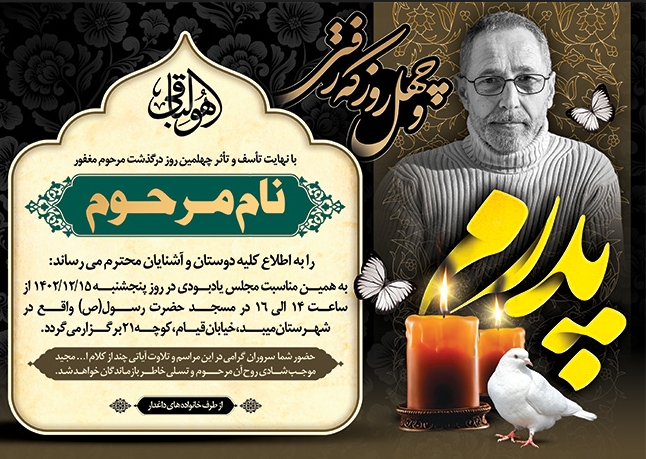 هوالباقی
با نهایت تأسف و تأثر چهلمین روز درگذشت مرحوم مغفور
نام مرحوم
را به اطلاع کلیه دوستان و آشنایان محترم می رساند:
به همین مناسبت مجلس یادبودی در روز پنجشنبه ۱۴۰۲/۱۲/۱۵ از
ساعت ۱۴ الی ۱۶ در مسجد حضرت رسول(ص) واقع در
شهرستان میبد، خیابان قیام، کوچه ۲۱ برگزار می گردد.
حضور شما سروران گرامی در این مراسم و تلاوت آیاتی چند از کلام ا... مجید
موجب شادی روح آن مرحوم و تسلی خاطر بازماندگان خواهد شد.
از طرف خانواده های داغدار
و چهل روز که رفتی
پدرم